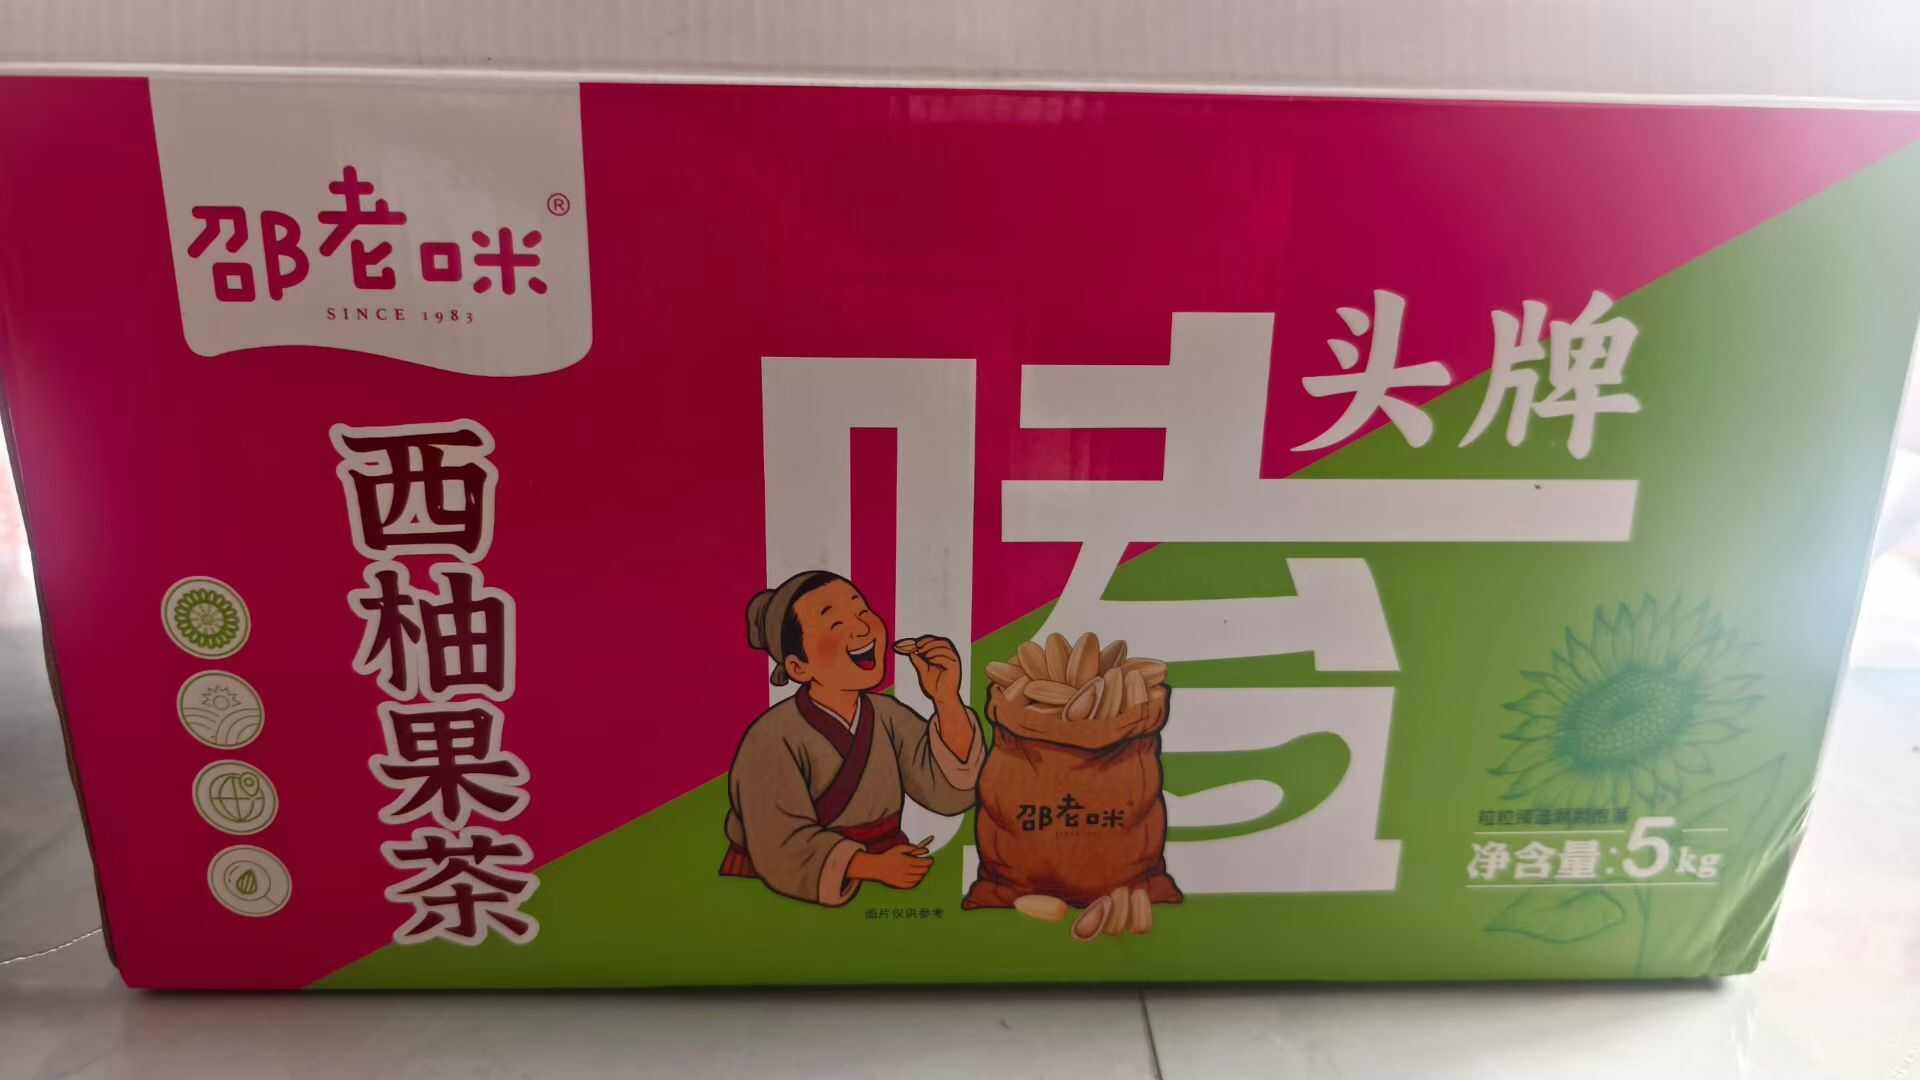 邵老咪®
SINCE 1983
头牌
嗜
西柚果茶
邵老咪
净含量:5kg
图片仅供参考